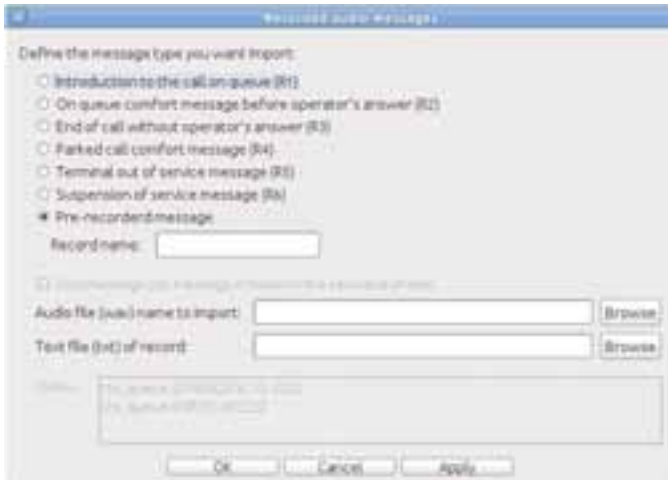 Recorded audio messages
Define the message type you want import:
Introduction to the call on queue (R1)
On queue comfort message before operator's answer (R2)
End of call without operator's answer (R3)
Parked call comfort message (R4)
Terminal out of service message (R5)
Suspension of service message (R6)
Pre-recorderd message
Record name:
Audio file (wav) name to import: Browse
Text file (txt) of record: Browse
OK Cancel Apply